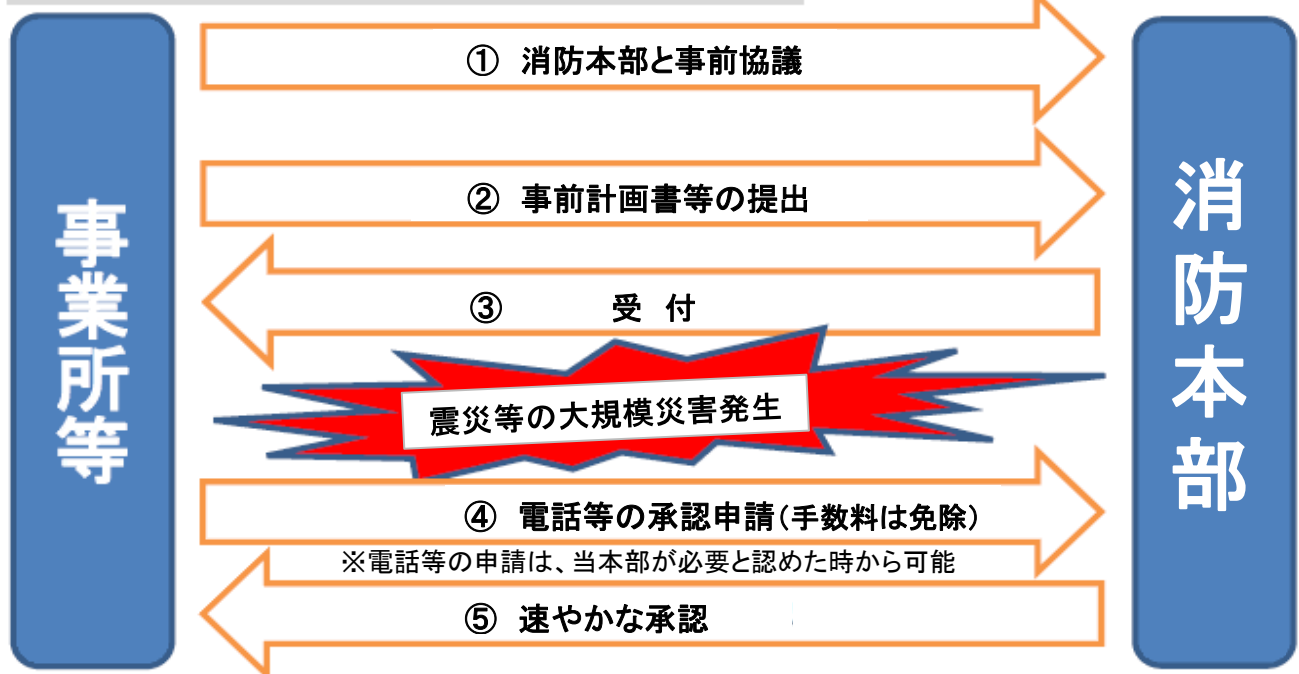 事業所等
① 消防本部と事前協議
② 事前計画書等の提出
③ 受 付
震災等の大規模災害発生
④ 電話等の承認申請(手数料は免除)
※電話等の申請は、当本部が必要と認めた時から可能
⑤ 速やかな承認
消防本部